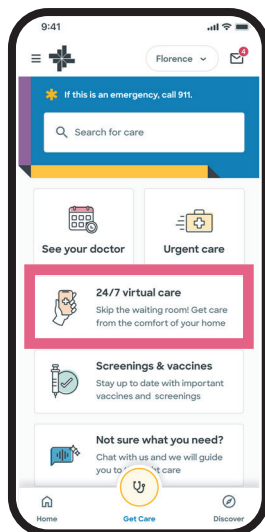 9:41
Florence
4
If this is an emergency, call 911.
Search for care
See your doctor
Urgent care
24/7 virtual care
Skip the waiting room! Get care
from the comfort of your home
Screenings & vaccines
Stay up to date with important
vaccines and screenings
Not sure what you need?
Chat with us and we will guide
you to care
Home
Get Care
Discover